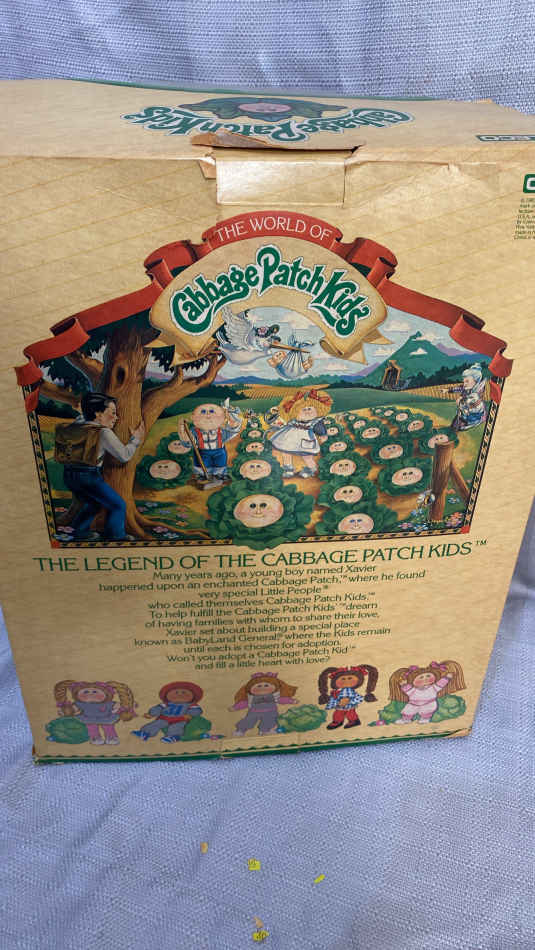 Cabbage Patch Kids
Cabbage Patch Kids
THE WORLD OF
Cabbage Patch Kids
THE LEGEND OF THE CABBAGE PATCH KIDS™
Many years ago, a young boy named Xavier
happened upon an enchanted Cabbage Patch,™ where he found
very special Little People®
who called themselves Cabbage Patch Kids,™
To help fulfill the Cabbage Patch Kids'™ dream
of having families with whom to share their love,
Xavier set about building a special place
known as BabyLand General,® where the Kids remain
until each is chosen for adoption.
Won't you adopt a Cabbage Patch Kid™
and fill a little heart with love?